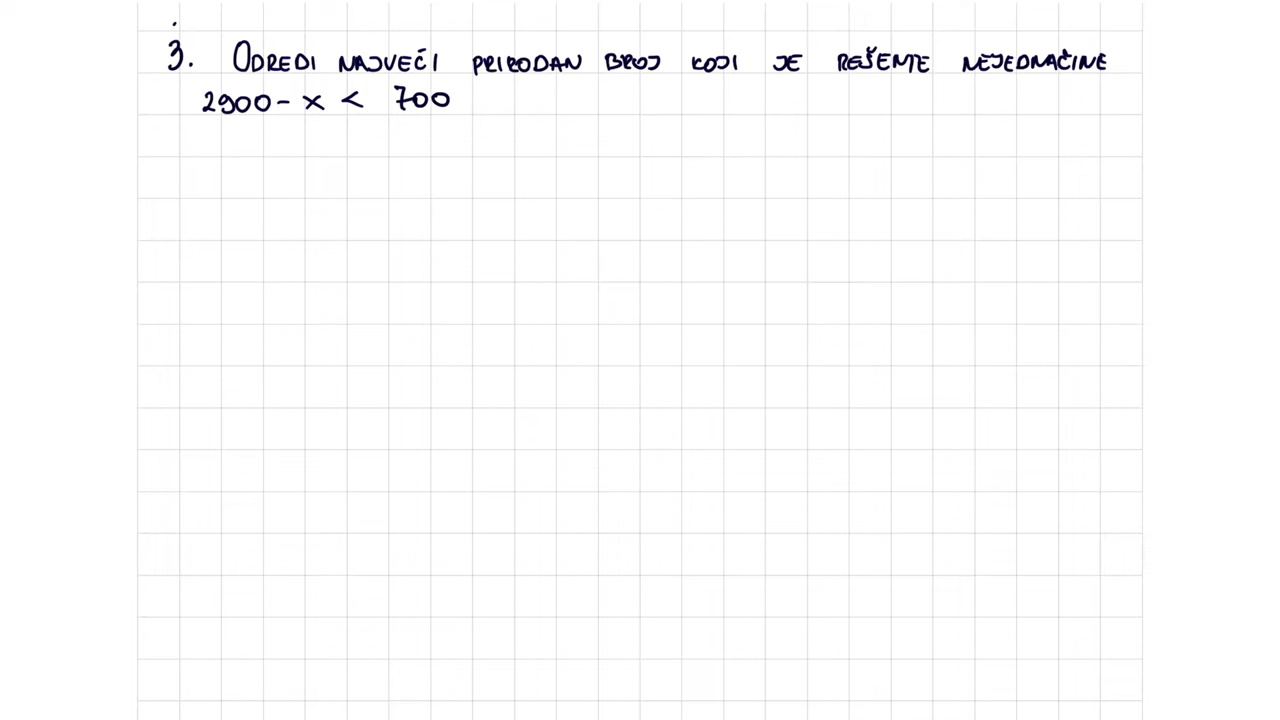 3. ODREDI NAJVEĆI PRIRODAN BROJ KOJI JE REŠENJE NEJEDNAČINE
2900 - x < 700